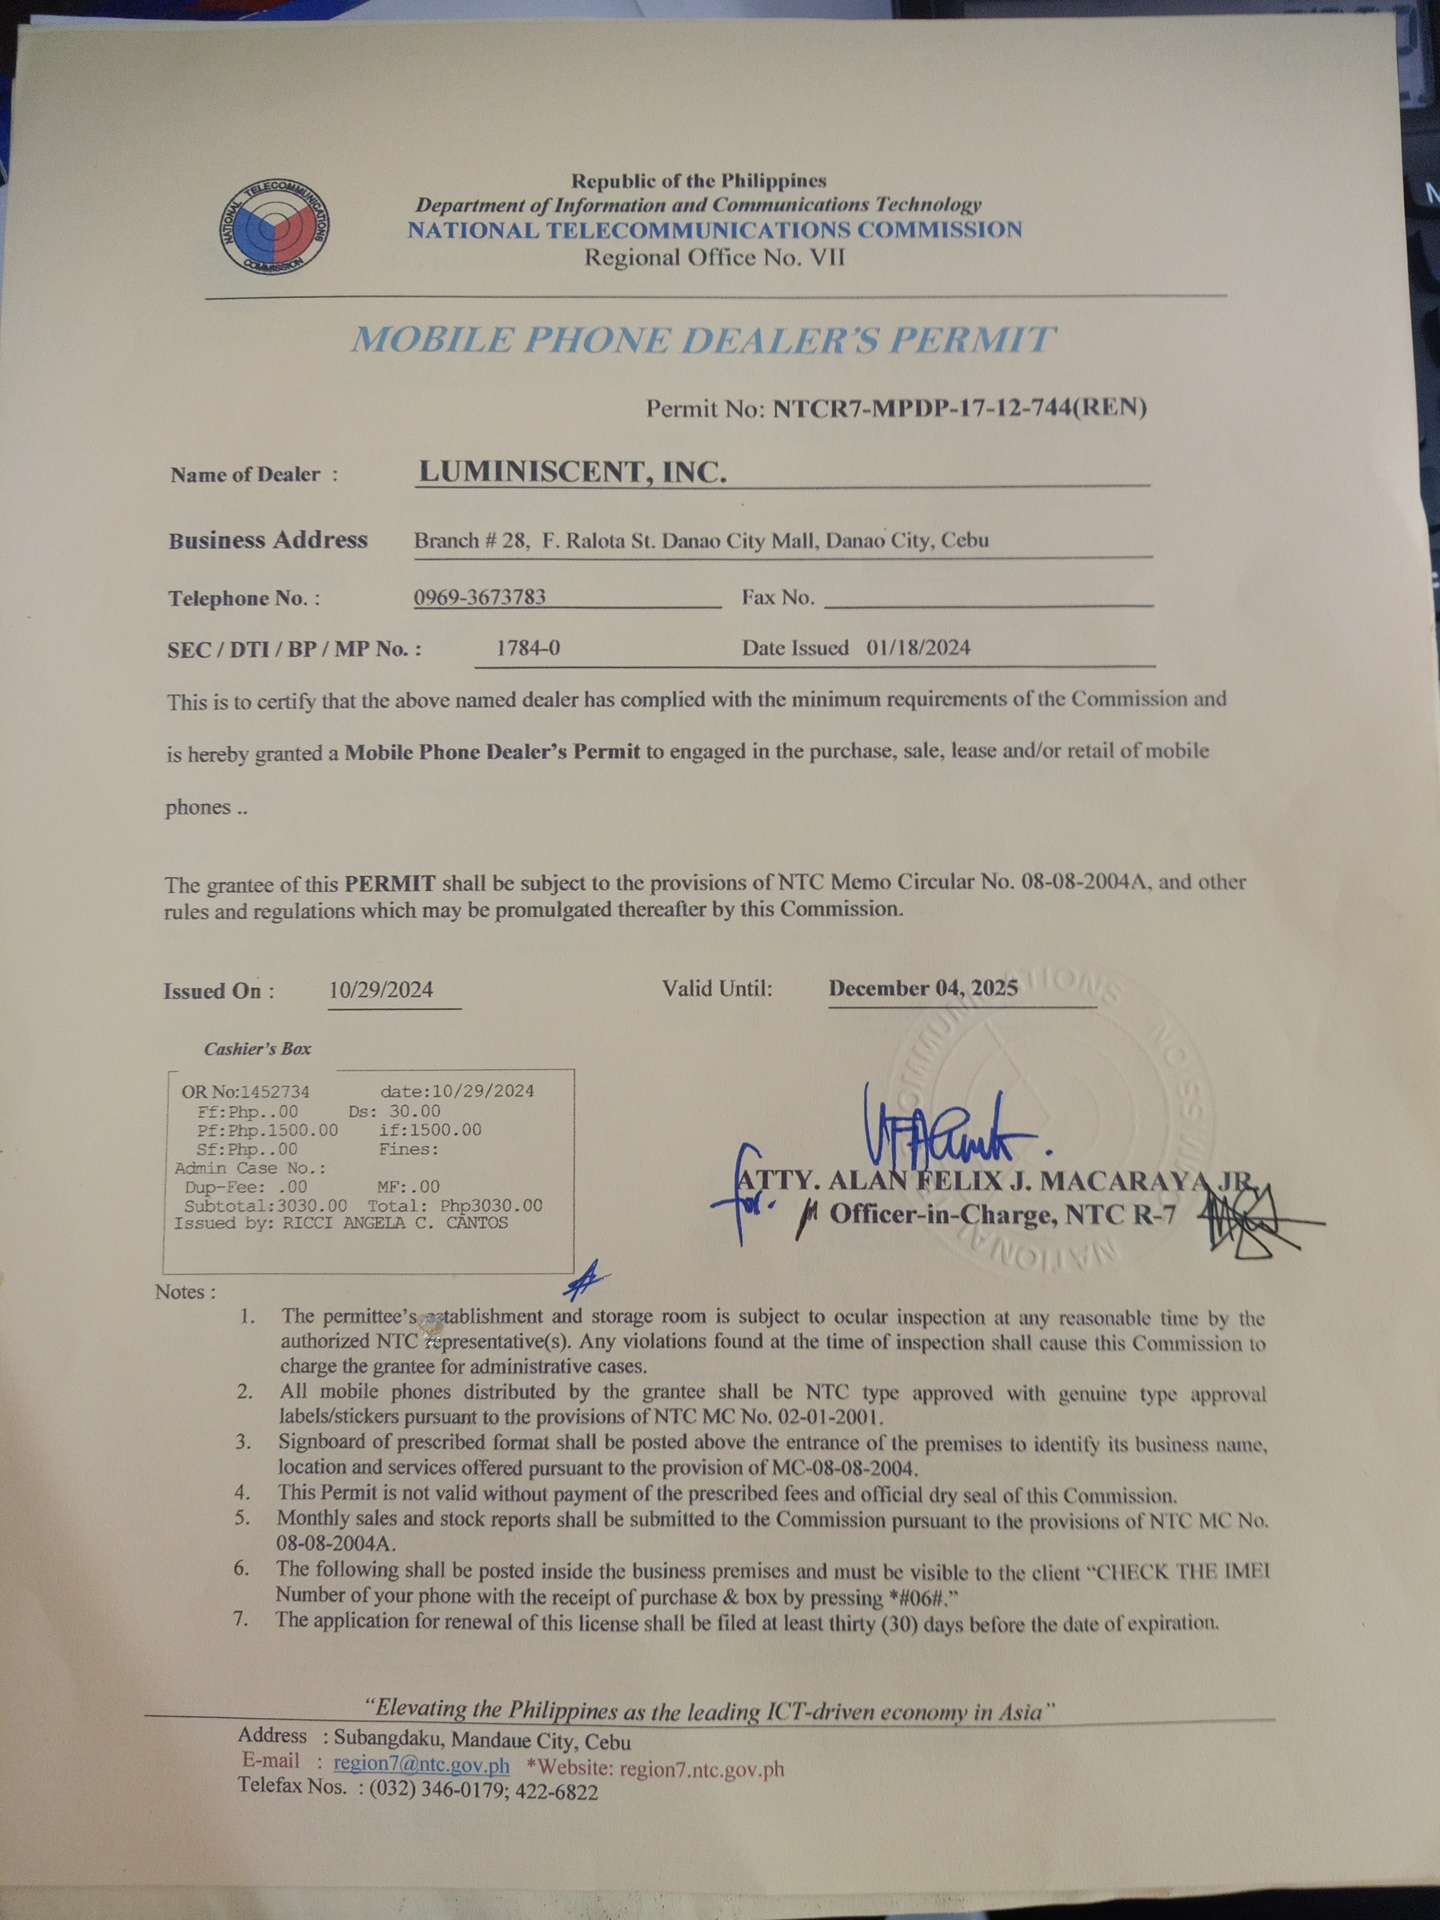 NATIONAL TELECOMMUNICATIONS COMMISSION
Republic of the Philippines
Department of Information and Communications Technology
NATIONAL TELECOMMUNICATIONS COMMISSION
Regional Office No. VII
MOBILE PHONE DEALER'S PERMIT
Permit No: NTCR7-MPDP-17-12-744(REN)
Name of Dealer : LUMINISCENT, INC.
Business Address Branch # 28, F. Ralota St. Danao City Mall, Danao City, Cebu
Telephone No. : 0969-3673783 Fax No.
SEC / DTI / BP / MP No. : 1784-0 Date Issued 01/18/2024
This is to certify that the above named dealer has complied with the minimum requirements of the Commission and
is hereby granted a Mobile Phone Dealer's Permit to engaged in the purchase, sale, lease and/or retail of mobile
phones ..
The grantee of this PERMIT shall be subject to the provisions of NTC Memo Circular No. 08-08-2004A, and other
rules and regulations which may be promulgated thereafter by this Commission.
Issued On : 10/29/2024 Valid Until: December 04, 2025
Cashier's Box
OR No:1452734 date:10/29/2024
Ff:Php..00 Ds: 30.00
Pf:Php.1500.00 if:1500.00
Sf:Php..00 Fines:
Admin Case No.:
Dup-Fee: .00 MF:.00
Subtotal:3030.00 Total: Php3030.00
Issued by: RICCI ANGELA C. CANTOS
for.
ATTY. ALAN FELIX J. MACARAYA JR.
Officer-in-Charge, NTC R-7
Notes :
1. The permittee's establishment and storage room is subject to ocular inspection at any reasonable time by the
authorized NTC representative(s). Any violations found at the time of inspection shall cause this Commission to
charge the grantee for administrative cases.
2. All mobile phones distributed by the grantee shall be NTC type approved with genuine type approval
labels/stickers pursuant to the provisions of NTC MC No. 02-01-2001.
3. Signboard of prescribed format shall be posted above the entrance of the premises to identify its business name,
location and services offered pursuant to the provision of MC-08-08-2004.
4. This Permit is not valid without payment of the prescribed fees and official dry seal of this Commission.
5. Monthly sales and stock reports shall be submitted to the Commission pursuant to the provisions of NTC MC No.
08-08-2004A.
6. The following shall be posted inside the business premises and must be visible to the client "CHECK THE IMEI
Number of your phone with the receipt of purchase & box by pressing *#06#."
7. The application for renewal of this license shall be filed at least thirty (30) days before the date of expiration.
"Elevating the Philippines as the leading ICT-driven economy in Asia"
Address : Subangdaku, Mandaue City, Cebu
E-mail : region7@ntc.gov.ph *Website: region7.ntc.gov.ph
Telefax Nos. : (032) 346-0179; 422-6822